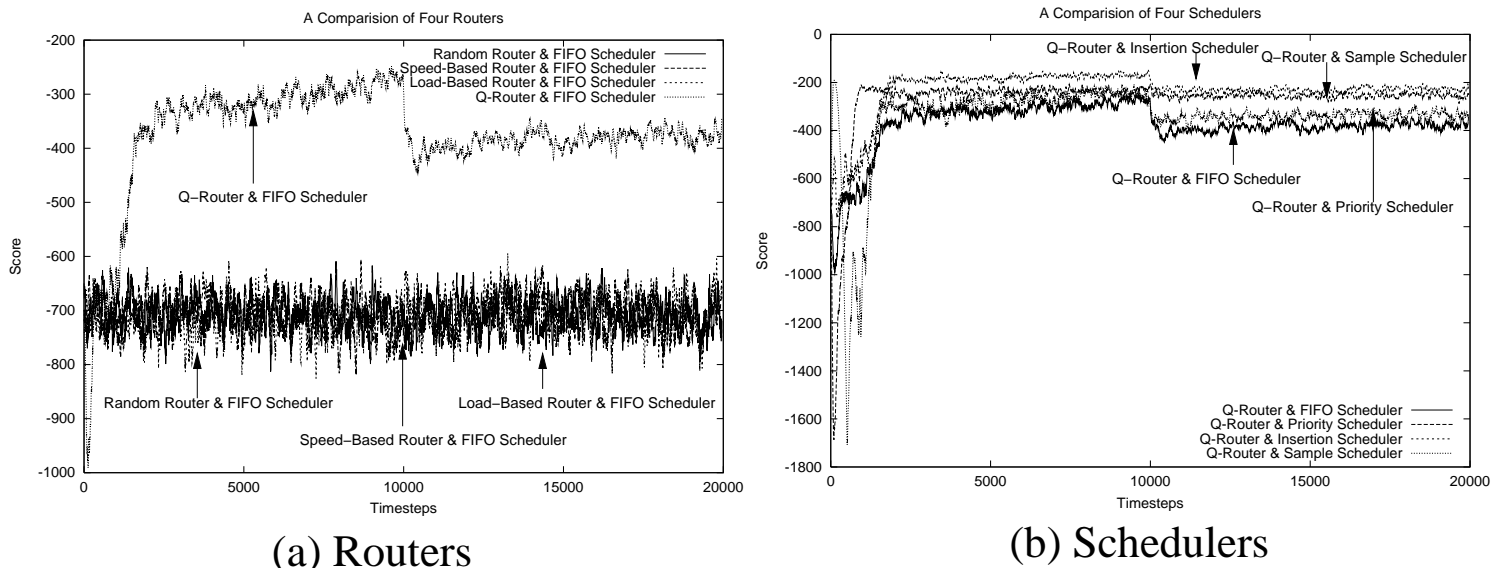 A Comparision of Four Routers
-200
-300
-400
-500
-600
-700
-800
-900
-1000
Score
Random Router & FIFO Scheduler
Speed-Based Router & FIFO Scheduler
Load-Based Router & FIFO Scheduler
Q-Router & FIFO Scheduler
Q−Router & FIFO Scheduler
Random Router & FIFO Scheduler
Load−Based Router & FIFO Scheduler
Speed−Based Router & FIFO Scheduler
0 5000 10000 15000 20000
Timesteps
(a) Routers
A Comparision of Four Schedulers
0
-200
-400
-600
-800
-1000
-1200
-1400
-1600
-1800
Score
Q−Router & Insertion Scheduler
Q−Router & Sample Scheduler
Q−Router & FIFO Scheduler
Q−Router & Priority Scheduler
Q-Router & FIFO Scheduler
Q-Router & Priority Scheduler
Q-Router & Insertion Scheduler
Q-Router & Sample Scheduler
0 5000 10000 15000 20000
Timesteps
(b) Schedulers